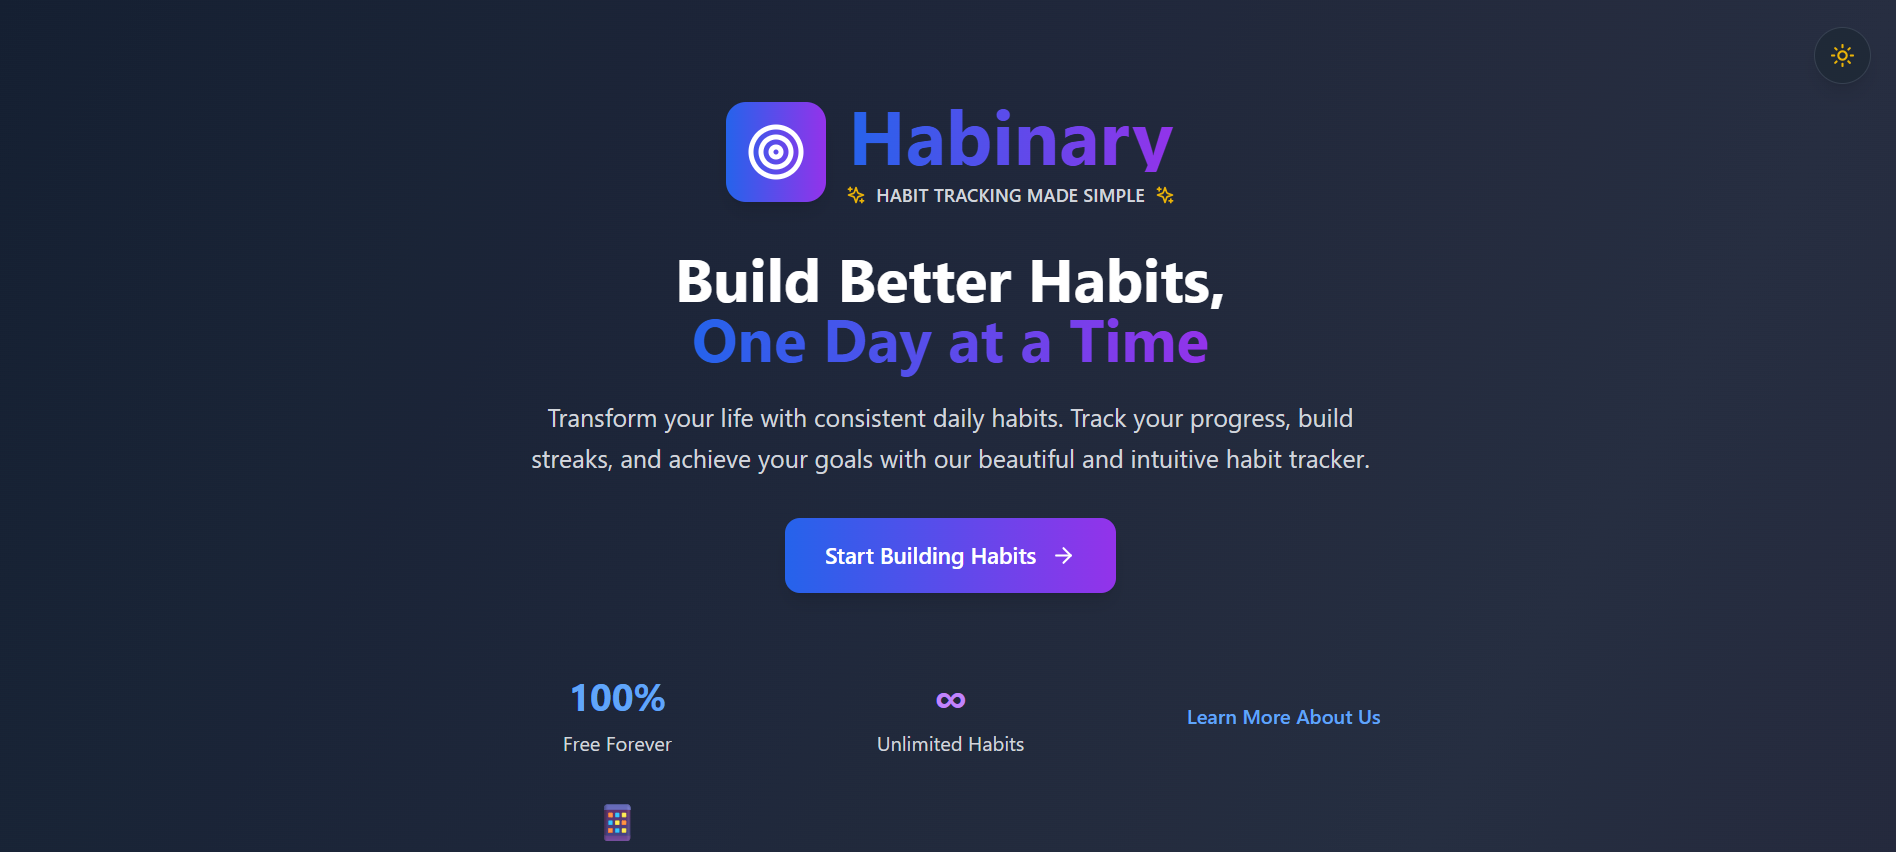 Habinary
HABIT TRACKING MADE SIMPLE
Build Better Habits,
One Day at a Time
Transform your life with consistent daily habits. Track your progress, build
streaks, and achieve your goals with our beautiful and intuitive habit tracker.
Start Building Habits →
100%
Free Forever
∞
Unlimited Habits
Learn More About Us